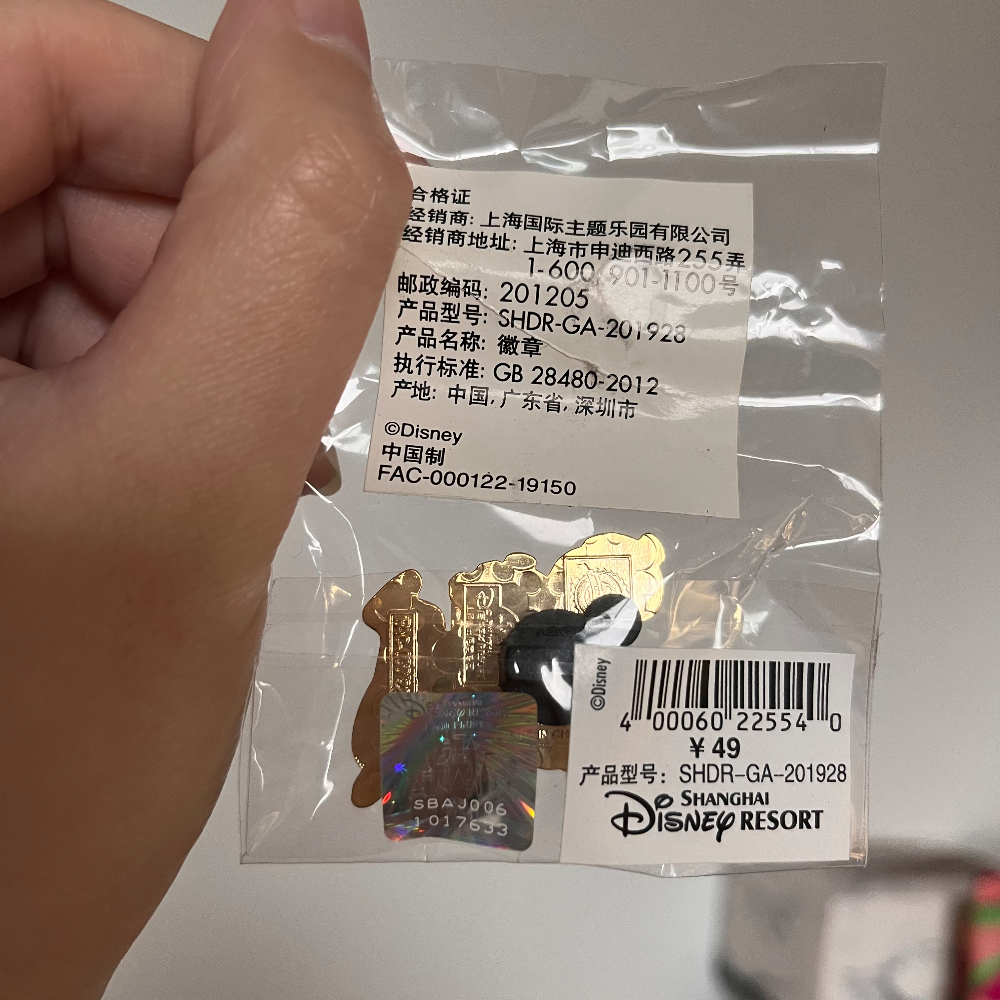 合格证
经销商: 上海国际主题乐园有限公司
经销商地址: 上海市申迪西路255弄
1-600, 901-1100号
邮政编码: 201205
产品型号: SHDR-GA-201928
产品名称: 徽章
执行标准: GB 28480-2012
产地: 中国, 广东省, 深圳市
©Disney
中国制
FAC-000122-19150
©Disney
4 00060 22554 0
¥ 49
产品型号: SHDR-GA-201928
SHANGHAI
Disney RESORT
SBAJ006
1017633